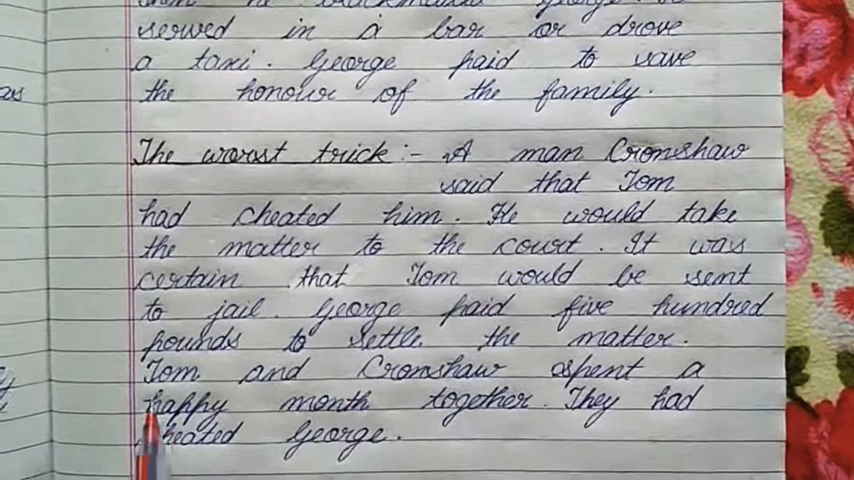 served in a bar or drove
a taxi. George paid to save
as the honour of the family.
The worst trick :- A man Cronshaw
said that Tom
had cheated him. He would take
the matter to the court. It was
certain that Tom would be sent
to jail. George paid five hundred
pounds to settle the matter.
Tom and Cronshaw spent a
happy month together. They had
cheated George.